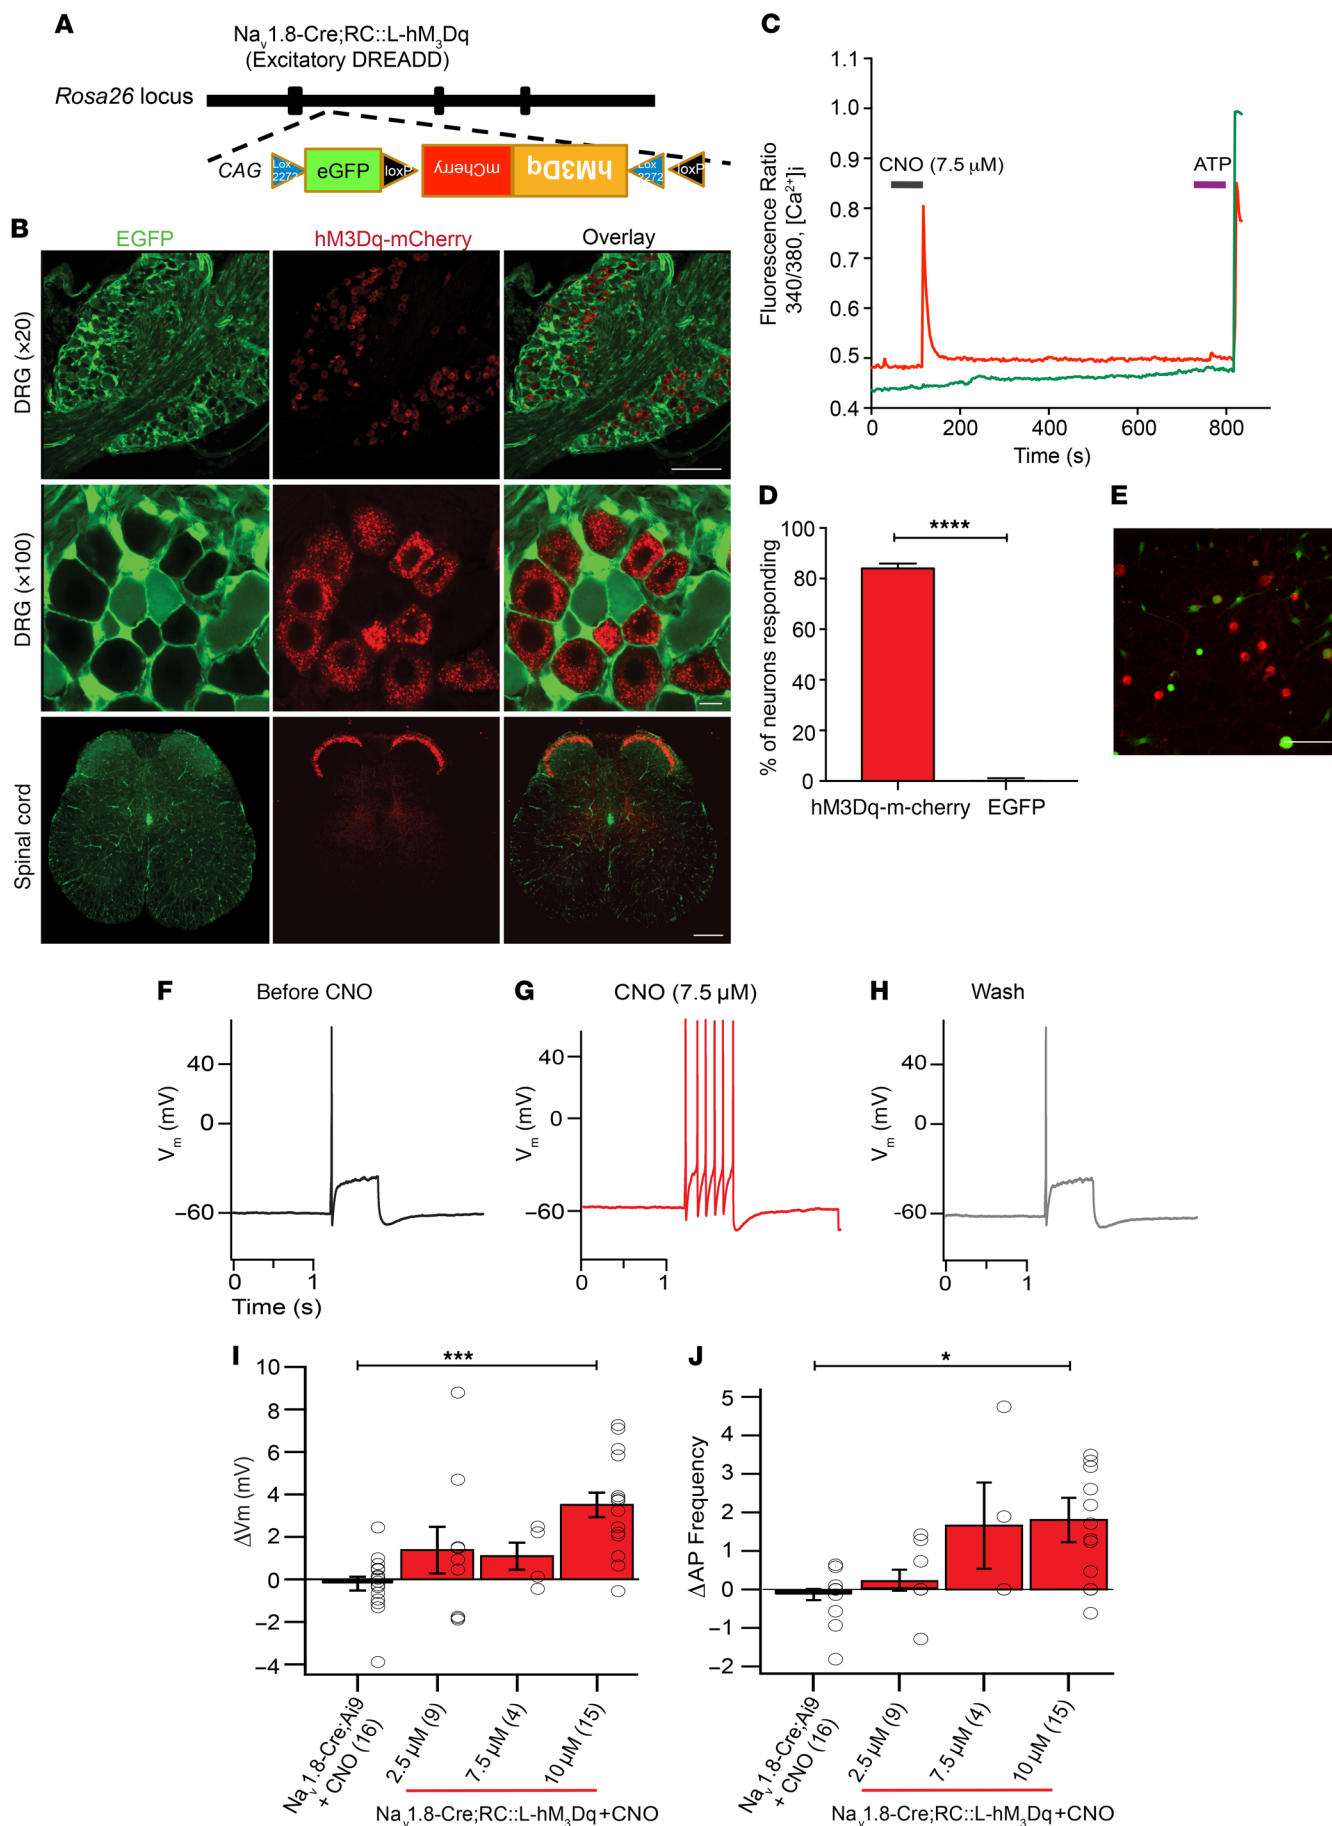 A
Nav1.8-Cre;RC::L-hM3Dq
(Excitatory DREADD)
Rosa26 locus
CAG
Lox 2272
eGFP
loxP
mCherry
hM3Dq
Lox 2272
loxP
B
EGFP
hM3Dq-mCherry
Overlay
DRG (×20)
DRG (×100)
Spinal cord
C
Fluorescence Ratio
340/380, [Ca2+]i
1.1
1.0
0.9
0.8
0.7
0.6
0.5
0.4
CNO (7.5 μM)
ATP
0
200
400
600
800
Time (s)
D
% of neurons responding
100
80
60
40
20
0
****
hM3Dq-m-cherry
EGFP
E
F
Before CNO
Vm (mV)
40
0
−60
0
1
Time (s)
G
CNO (7.5 μM)
Vm (mV)
40
0
−60
0
1
H
Wash
Vm (mV)
40
0
-60
0
1
I
ΔVm (mV)
10
8
6
4
2
0
−2
−4
***
Nav1.8-Cre;Ai9
+ CNO (16)
2.5 μM (9)
7.5 μM (4)
10 μM (15)
Nav1.8-Cre;RC::L-hM3Dq+CNO
J
ΔAP Frequency
5
4
3
2
1
0
−1
−2
*
Nav1.8-Cre;Ai9
+ CNO (16)
2.5 μM (9)
7.5 μM (4)
10 μM (15)
Nav1.8-Cre;RC::L-hM3Dq+CNO